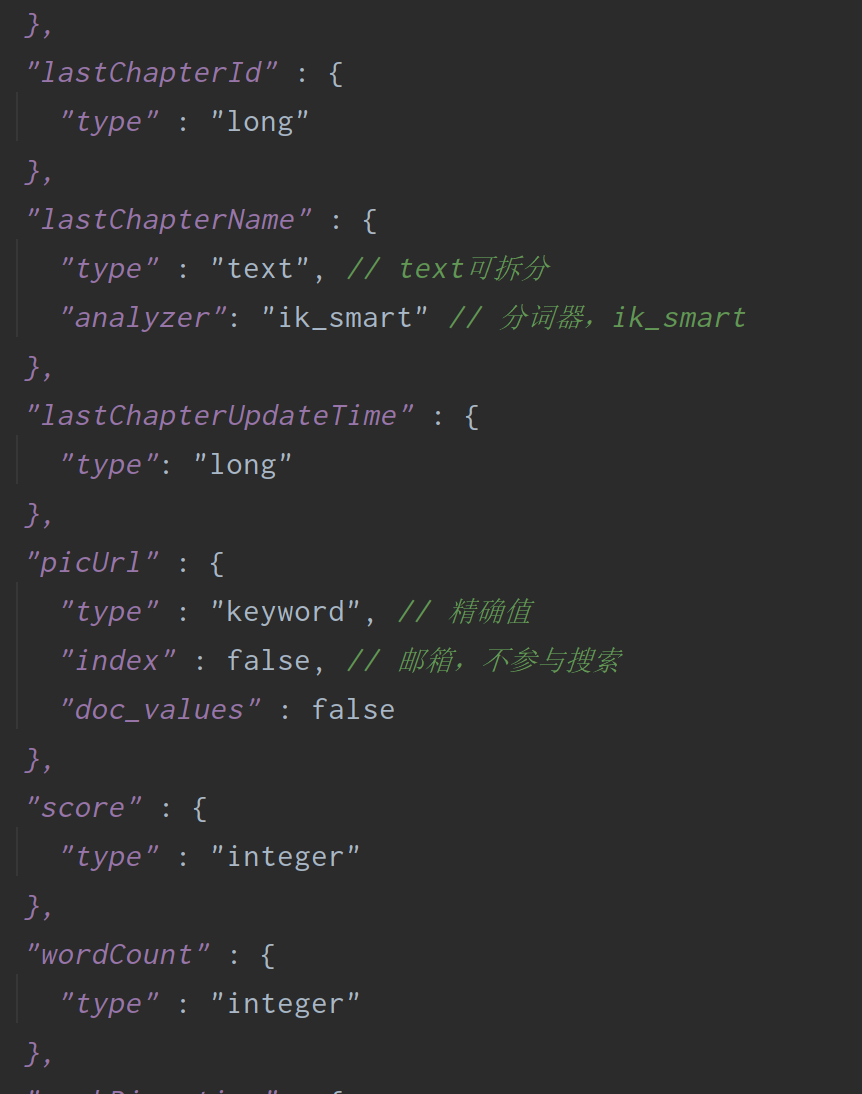 },
"lastChapterId" : {
"type" : "long"
},
"lastChapterName" : {
"type" : "text", // text可拆分
"analyzer": "ik_smart" // 分词器，ik_smart
},
"lastChapterUpdateTime" : {
"type": "long"
},
"picUrl" : {
"type" : "keyword", // 精确值
"index" : false, // 邮箱，不参与搜索
"doc_values" : false
},
"score" : {
"type" : "integer"
},
"wordCount" : {
"type" : "integer"
},